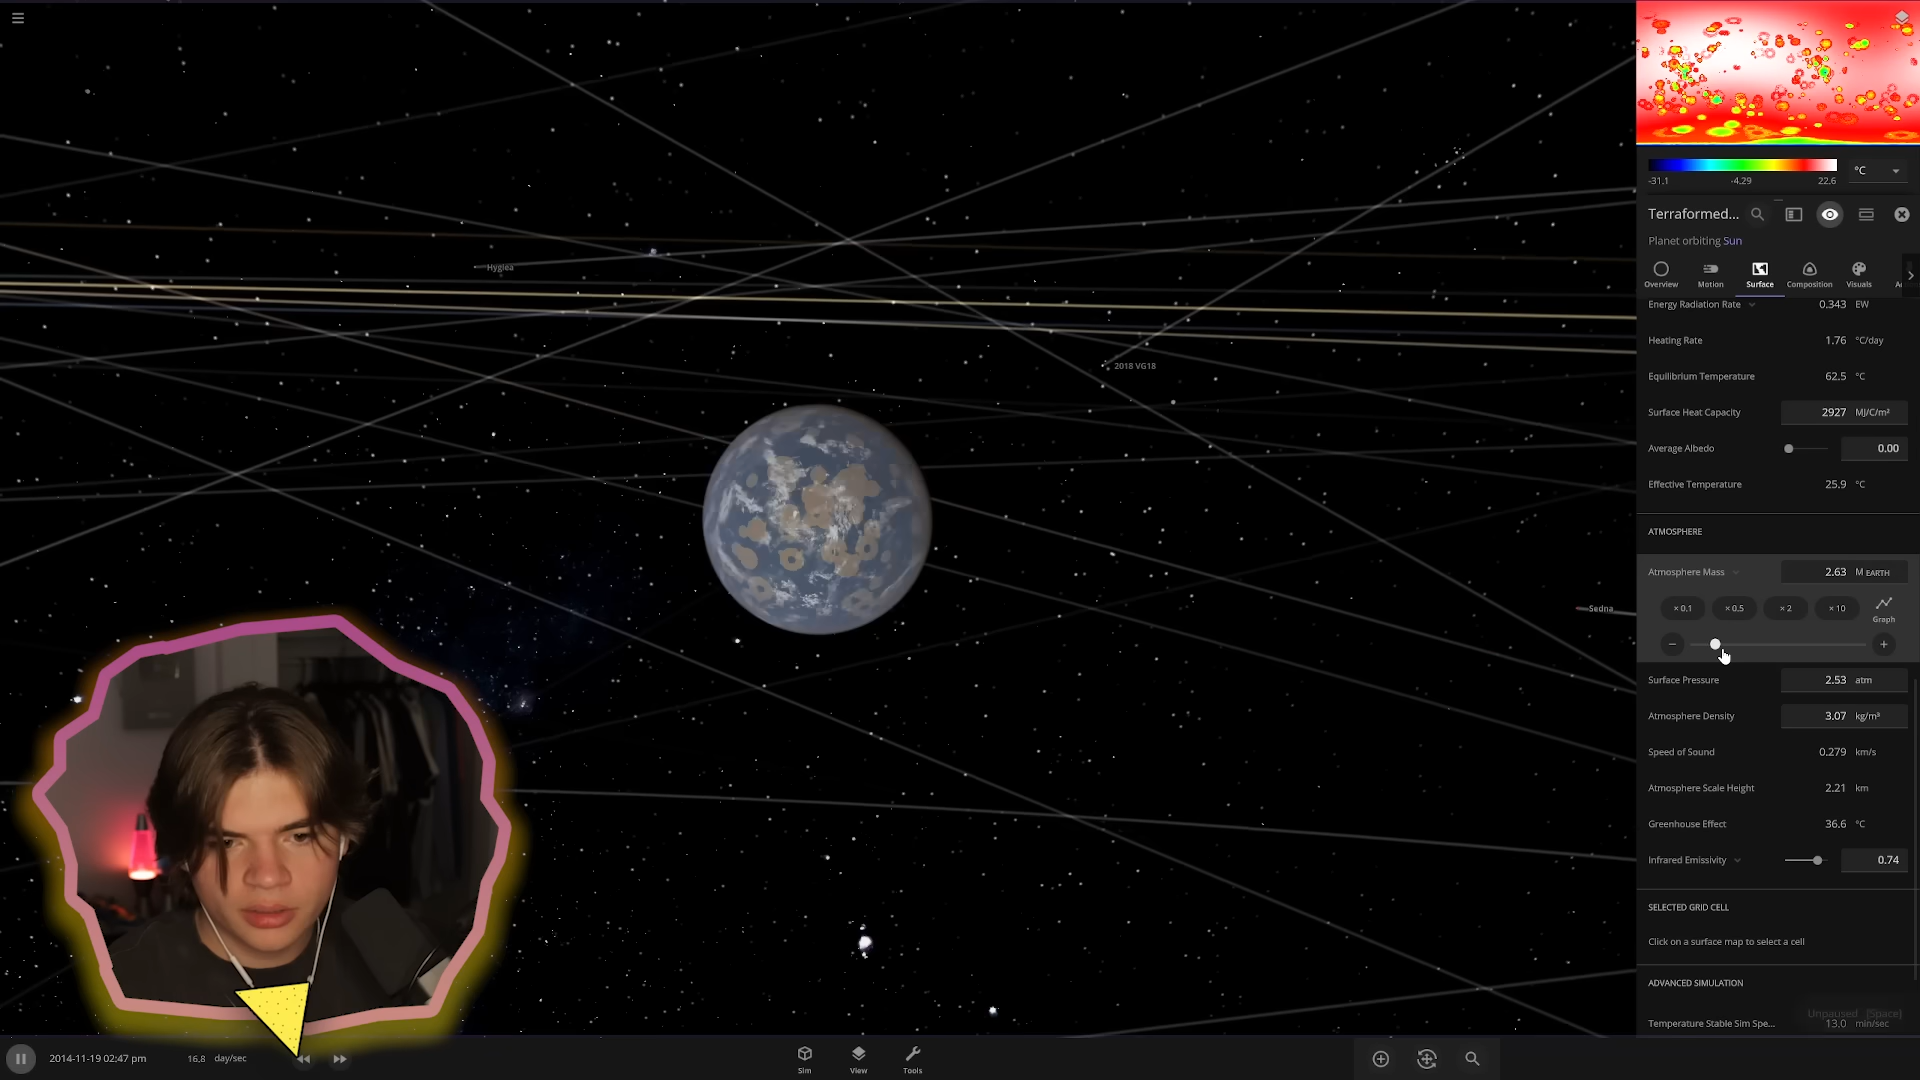 °C
-31.1 -4.29 22.6
Terraformed...
Planet orbiting Sun
Overview Motion Surface Composition Visuals
Energy Radiation Rate 0.343 EW
Heating Rate 1.76 °C/day
Equilibrium Temperature 62.5 °C
Surface Heat Capacity 2927 MJ/C/m²
Average Albedo 0.00
Effective Temperature 25.9 °C
ATMOSPHERE
Atmosphere Mass 2.63 M EARTH
× 0.1 × 0.5 × 2 × 10 Graph
Surface Pressure 2.53 atm
Atmosphere Density 3.07 kg/m³
Speed of Sound 0.279 km/s
Atmosphere Scale Height 2.21 km
Greenhouse Effect 36.6 °C
Infrared Emissivity 0.74
SELECTED GRID CELL
Click on a surface map to select a cell
ADVANCED SIMULATION
Unpaused [Space]
Temperature Stable Sim Spe... 13.0 min/sec
Hygiea
2018 VG18
Sedna
2014-11-19 02:47 pm 16.8 day/sec
Sim View Tools